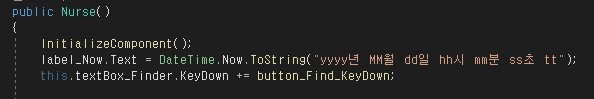 public Nurse()
{
InitializeComponent();
label_Now.Text = DateTime.Now.ToString("yyyy년 MM월 dd일 hh시 mm분 ss초 tt");
this.textBox_Finder.KeyDown += button_Find_KeyDown;